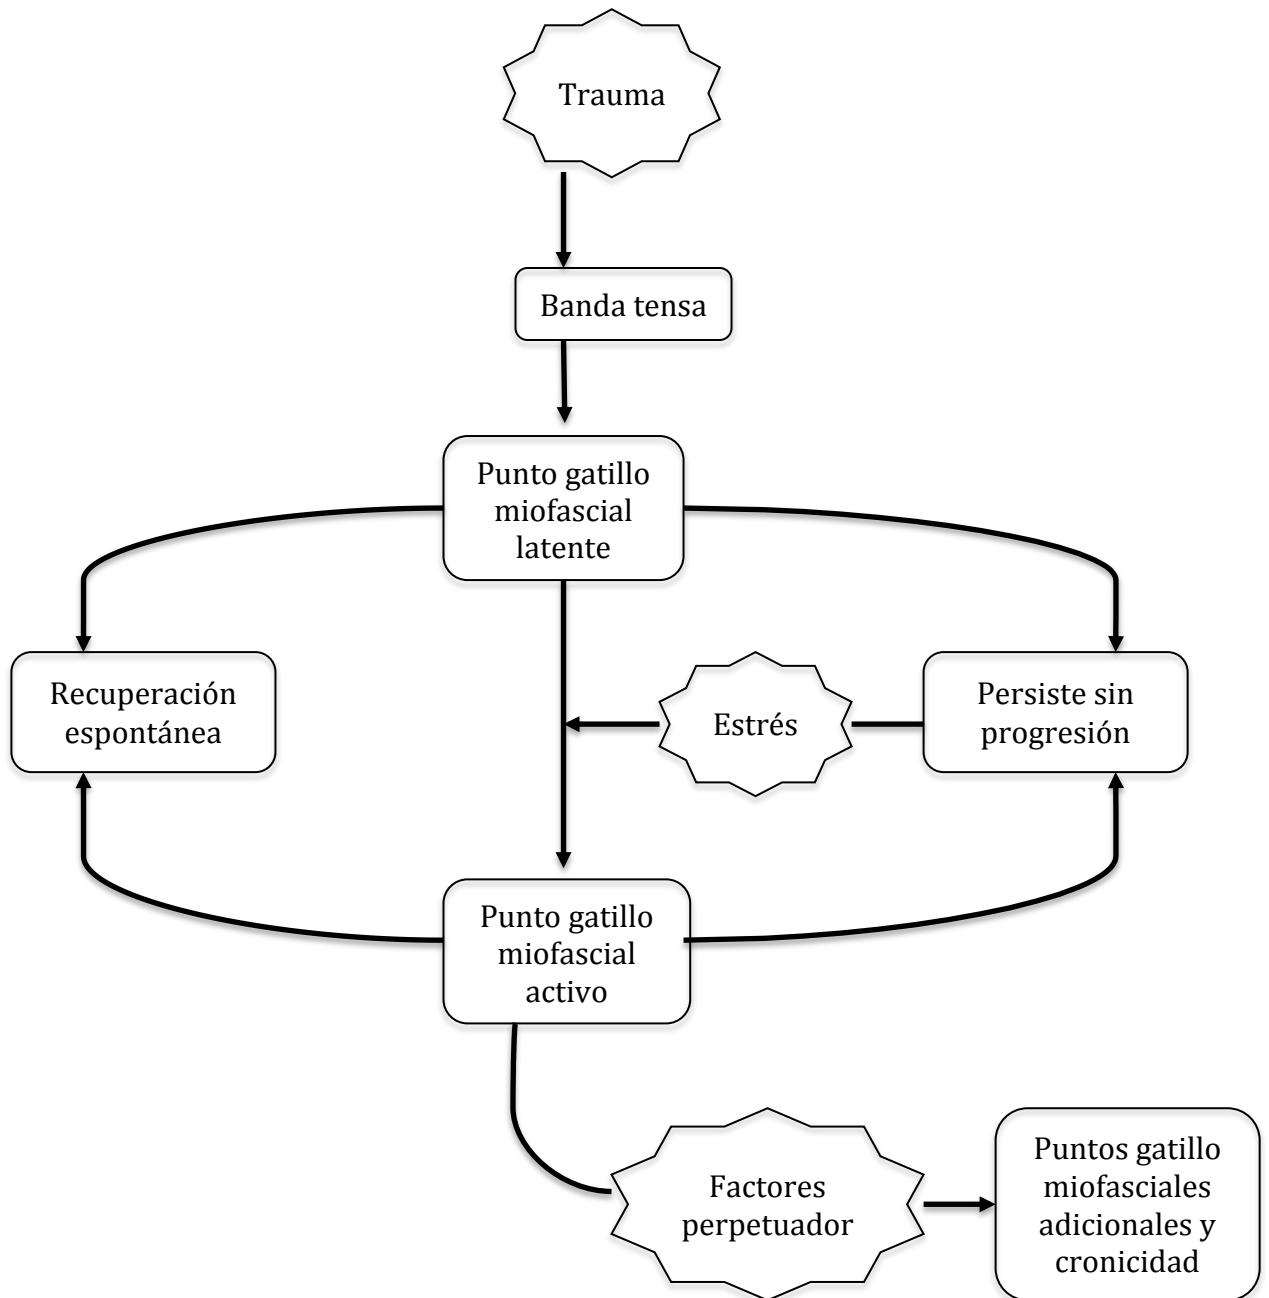 Trauma
Banda tensa
Punto gatillo
miofascial
latente
Recuperación
espontánea
Estrés
Persiste sin
progresión
Punto gatillo
miofascial
activo
Factores
perpetuador
Puntos gatillo
miofasciales
adicionales y
cronicidad